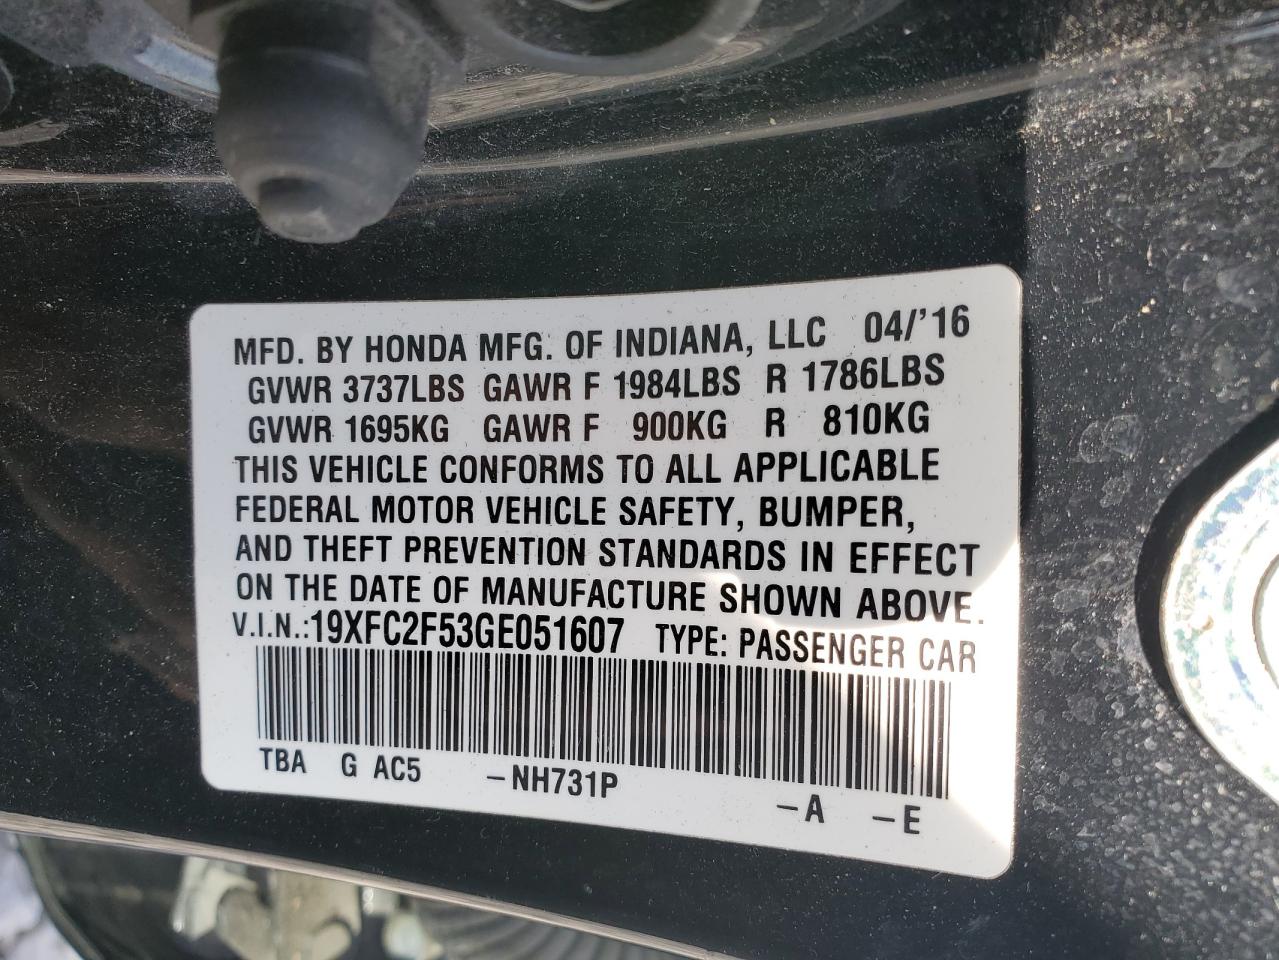 MFD. BY HONDA MFG. OF INDIANA, LLC 04/'16
GVWR 3737LBS GAWR F 1984LBS R 1786LBS
GVWR 1695KG GAWR F 900KG R 810KG
THIS VEHICLE CONFORMS TO ALL APPLICABLE
FEDERAL MOTOR VEHICLE SAFETY, BUMPER,
AND THEFT PREVENTION STANDARDS IN EFFECT
ON THE DATE OF MANUFACTURE SHOWN ABOVE.
V.I.N.:19XFC2F53GE051607 TYPE: PASSENGER CAR
TBA G AC5 -NH731P -A -E